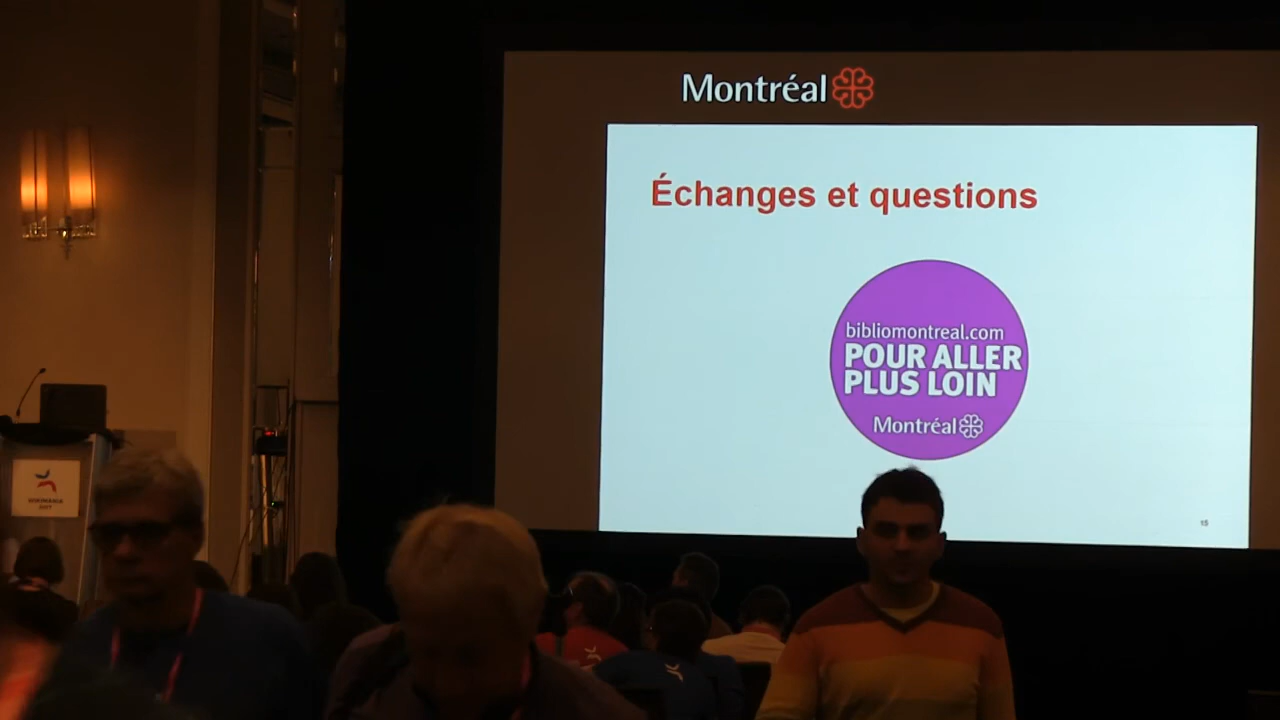 Montréal
Échanges et questions
bibliomontreal.com
POUR ALLER
PLUS LOIN
Montréal
15